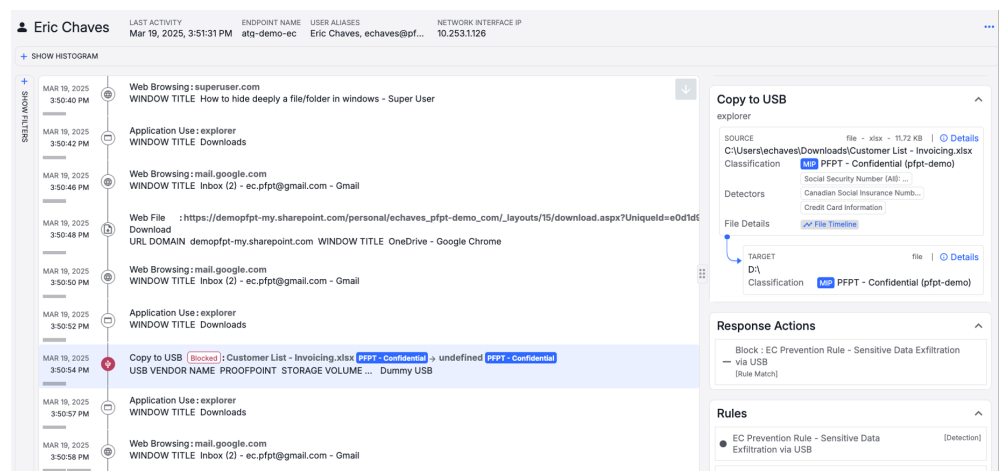 Eric Chaves
LAST ACTIVITY
Mar 19, 2025, 3:51:31 PM
ENDPOINT NAME
atg-demo-ec
USER ALIASES
Eric Chaves, echaves@pf...
NETWORK INTERFACE IP
10.253.1.126
+ SHOW HISTOGRAM
+ SHOW FILTERS
MAR 19, 2025
3:50:40 PM
Web Browsing: superuser.com
WINDOW TITLE How to hide deeply a file/folder in windows - Super User
MAR 19, 2025
3:50:42 PM
Application Use: explorer
WINDOW TITLE Downloads
MAR 19, 2025
3:50:46 PM
Web Browsing: mail.google.com
WINDOW TITLE Inbox (2) - ec.pfpt@gmail.com - Gmail
MAR 19, 2025
3:50:48 PM
Web File : https://demopfpt-my.sharepoint.com/personal/echaves_pfpt-demo_com/_layouts/15/download.aspx?UniqueId=e0d1d9
Download
URL DOMAIN demopfpt-my.sharepoint.com WINDOW TITLE OneDrive - Google Chrome
MAR 19, 2025
3:50:50 PM
Web Browsing: mail.google.com
WINDOW TITLE Inbox (2) - ec.pfpt@gmail.com - Gmail
MAR 19, 2025
3:50:52 PM
Application Use: explorer
WINDOW TITLE Downloads
MAR 19, 2025
3:50:54 PM
Copy to USB Blocked : Customer List - Invoicing.xlsx PFPT - Confidential → undefined PFPT - Confidential
USB VENDOR NAME PROOFPOINT STORAGE VOLUME ... Dummy USB
MAR 19, 2025
3:50:57 PM
Application Use: explorer
WINDOW TITLE Downloads
MAR 19, 2025
3:50:58 PM
Web Browsing: mail.google.com
WINDOW TITLE Inbox (2) - ec.pfpt@gmail.com - Gmail
Copy to USB
explorer
SOURCE file - xlsx - 11.72 KB | Details
C:\Users\echaves\Downloads\Customer List - Invoicing.xlsx
Classification MIP PFPT - Confidential (pfpt-demo)
Social Security Number (All): ...
Detectors Canadian Social Insurance Numb...
Credit Card Information
File Details File Timeline
TARGET file | Details
D:\
Classification MIP PFPT - Confidential (pfpt-demo)
Response Actions
Block : EC Prevention Rule - Sensitive Data Exfiltration
via USB
[Rule Match]
Rules
EC Prevention Rule - Sensitive Data [Detection]
Exfiltration via USB